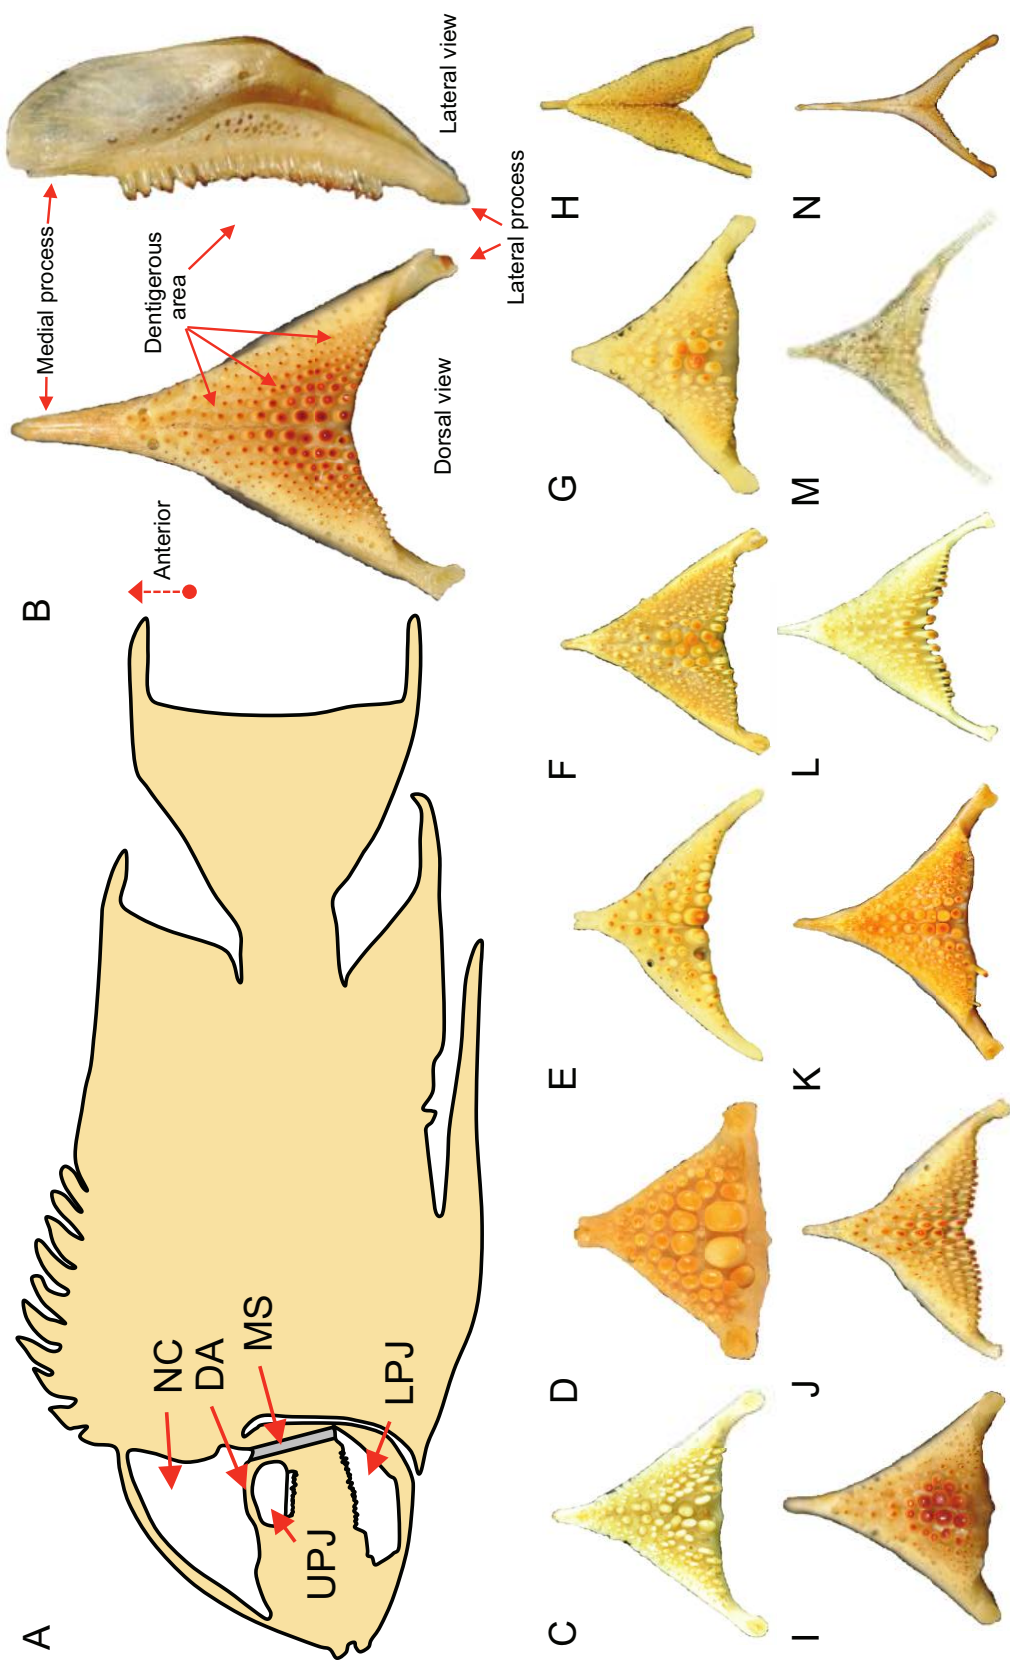 A
NC
DA
MS
UPJ
LPJ
B
Anterior
Medial process
Dentigerous
area
Lateral process
Dorsal view
Lateral view
C
D
E
F
G
H
I
J
K
L
M
N